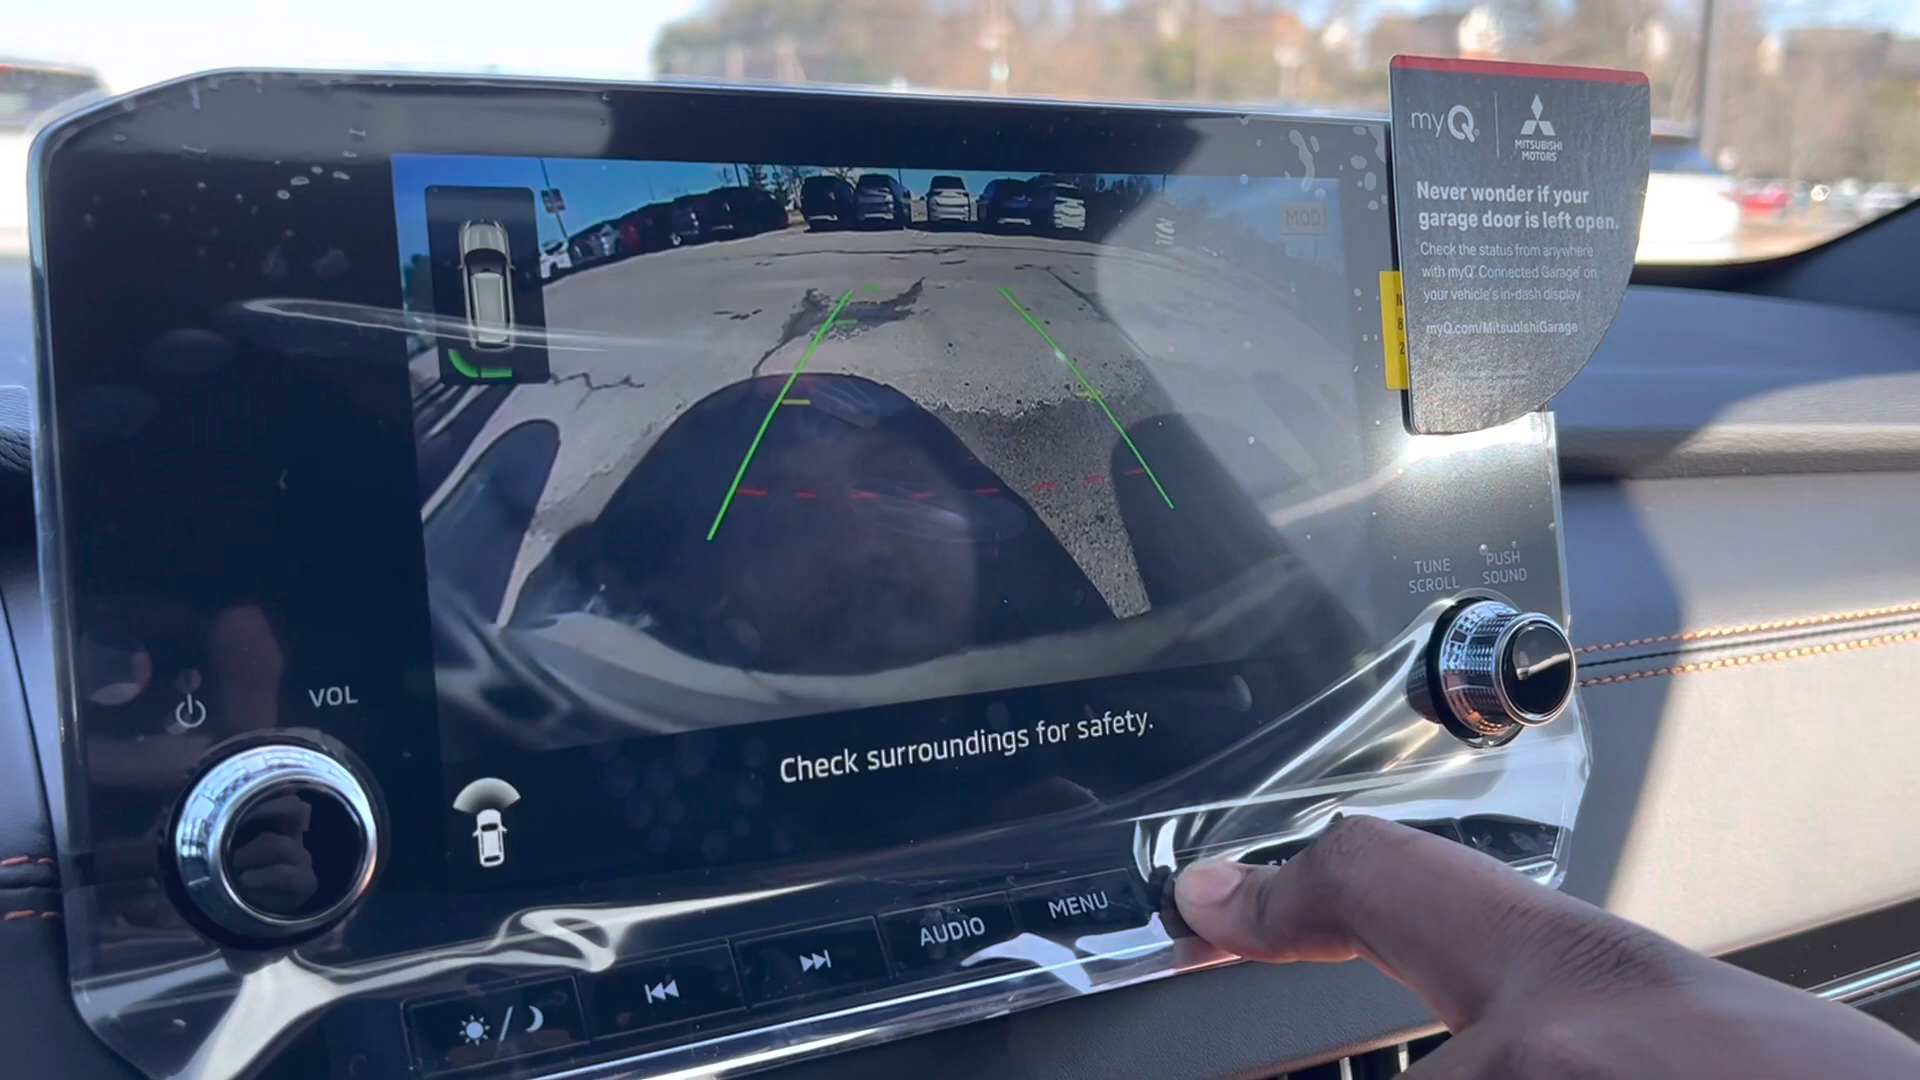 myQ
MITSUBISHI
MOTORS
Never wonder if your
garage door is left open.
Check the status from anywhere
with myQ Connected Garage on
your vehicle's in-dash display
myQ.com/MitsubishiGarage
MOD
TUNE
SCROLL
PUSH
SOUND
VOL
Check surroundings for safety.
MENU
AUDIO